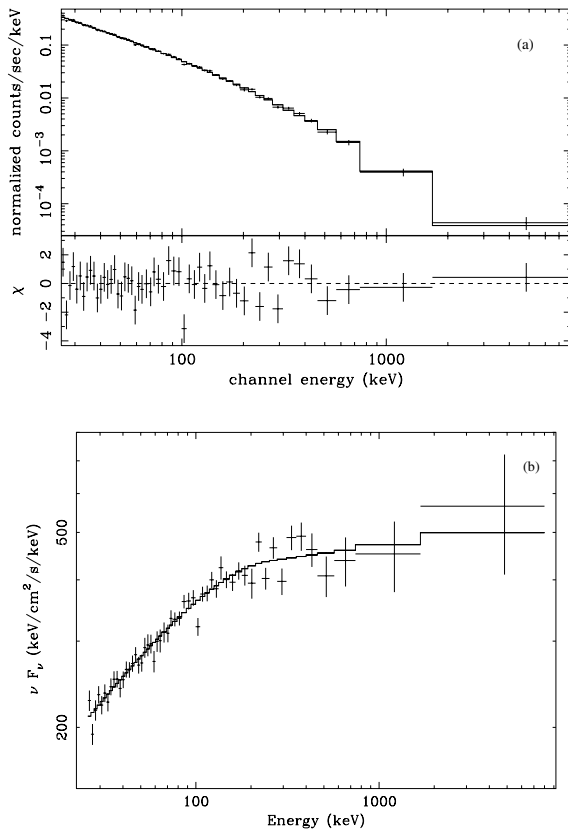 (a)
normalized counts/sec/keV
0.1
0.01
10⁻³
10⁻⁴
χ
2
0
-2
-4
100
1000
channel energy (keV)
(b)
ν Fν (keV/cm²/s/keV)
500
200
100
1000
Energy (keV)